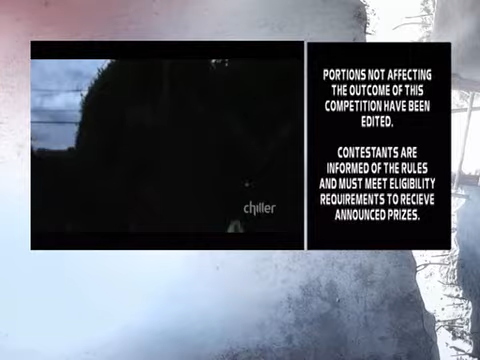 chiller
PORTIONS NOT AFFECTING
THE OUTCOME OF THIS
COMPETITION HAVE BEEN
EDITED.
CONTESTANTS ARE
INFORMED OF THE RULES
AND MUST MEET ELIGIBILITY
REQUIREMENTS TO RECIEVE
ANNOUNCED PRIZES.